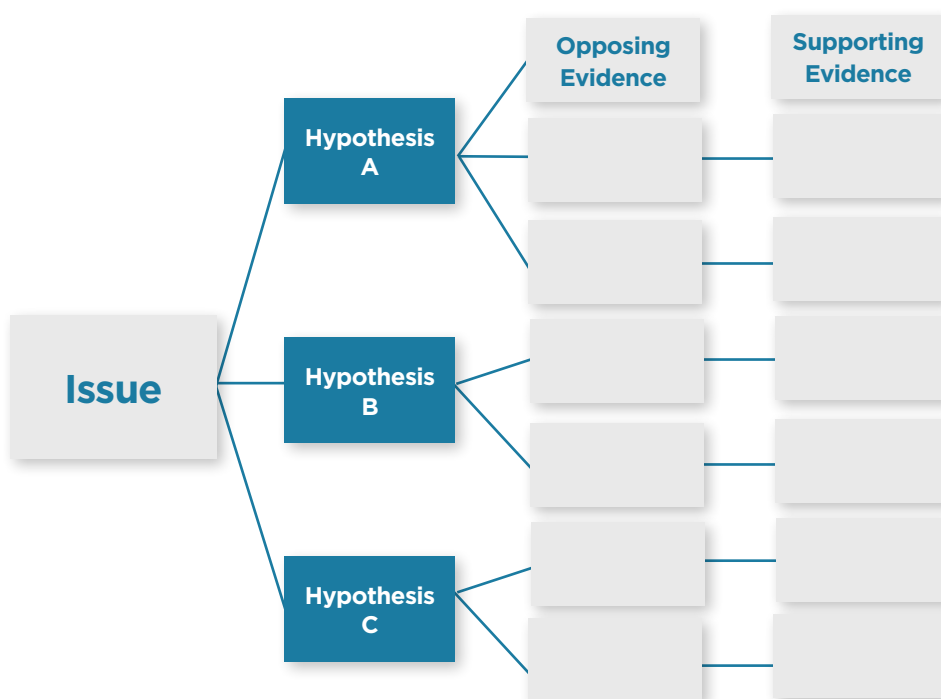 Opposing
Evidence
Supporting
Evidence
Hypothesis
A
Issue
Hypothesis
B
Hypothesis
C